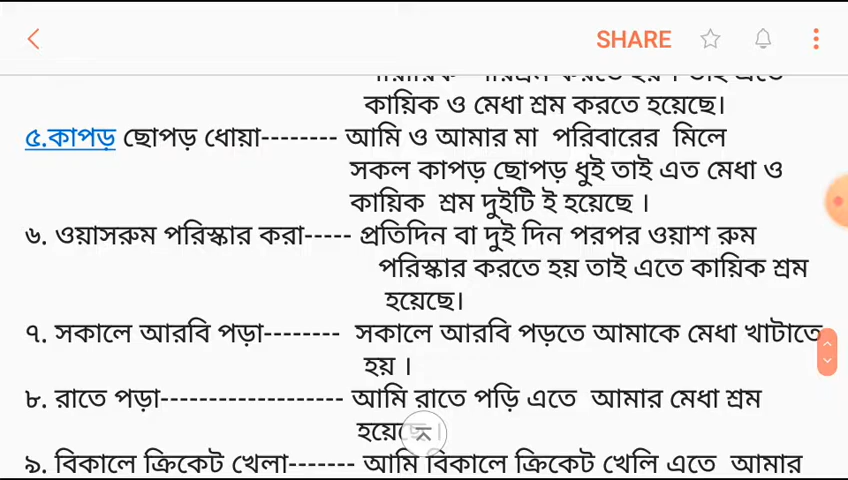 SHARE
কায়িক ও মেধা শ্রম করতে হয়েছে।
৫.কাপড় ছোপড় ধোয়া-------- আমি ও আমার মা পরিবারের মিলে
সকল কাপড় ছোপড় ধুই তাই এত মেধা ও
কায়িক শ্রম দুইটি ই হয়েছে ।
৬. ওয়াসরুম পরিস্কার করা----- প্রতিদিন বা দুই দিন পরপর ওয়াশ রুম
পরিস্কার করতে হয় তাই এতে কায়িক শ্রম
হয়েছে।
৭. সকালে আরবি পড়া-------- সকালে আরবি পড়তে আমাকে মেধা খাটাতে
হয় ।
৮. রাতে পড়া------------------- আমি রাতে পড়ি এতে আমার মেধা শ্রম
হয়েছে ।
৯. বিকালে ক্রিকেট খেলা------- আমি বিকালে ক্রিকেট খেলি এতে আমার